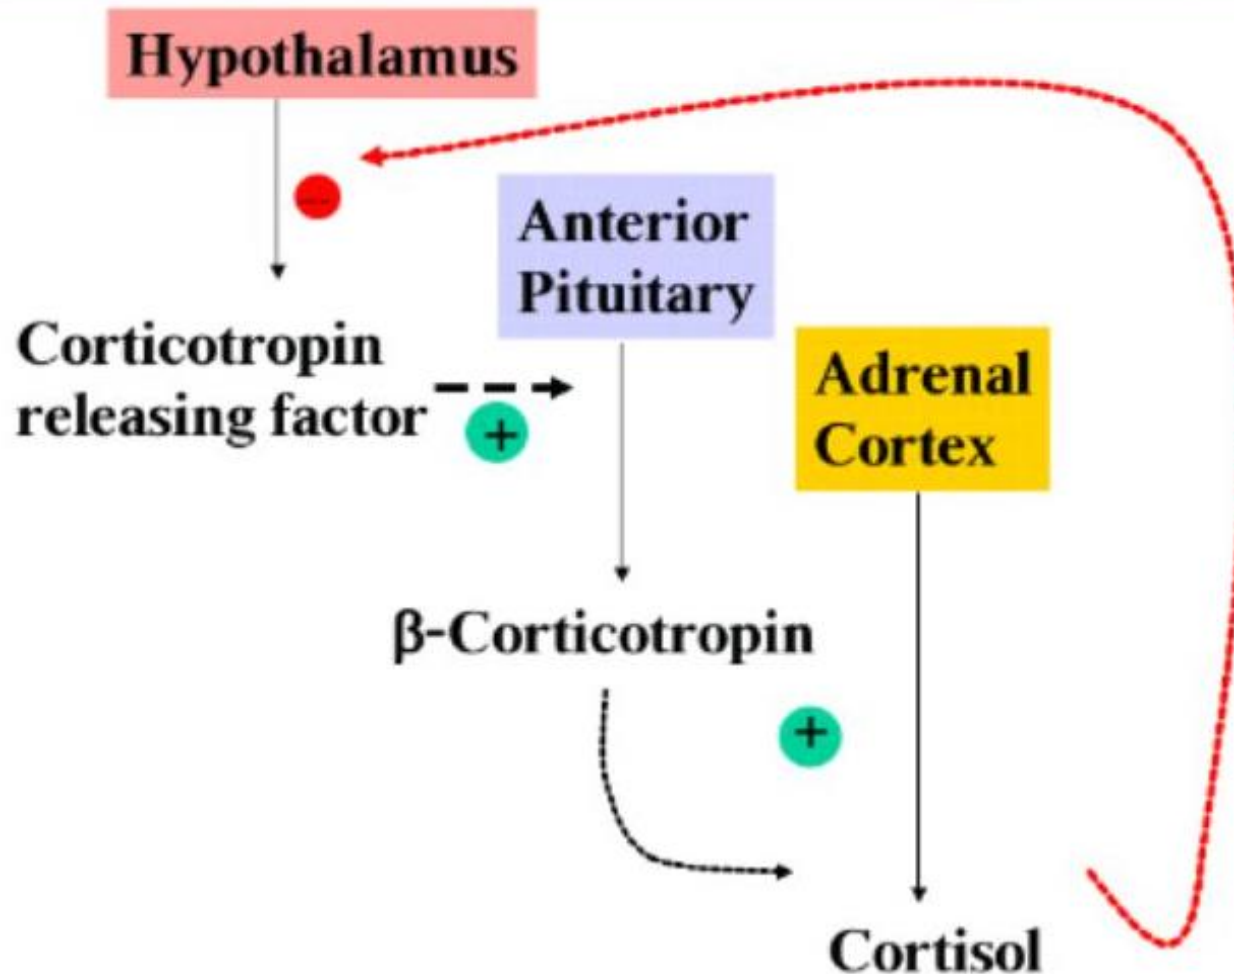 Hypothalamus
Anterior
Pituitary
Corticotropin
releasing factor
+
Adrenal
Cortex
β-Corticotropin
+
Cortisol